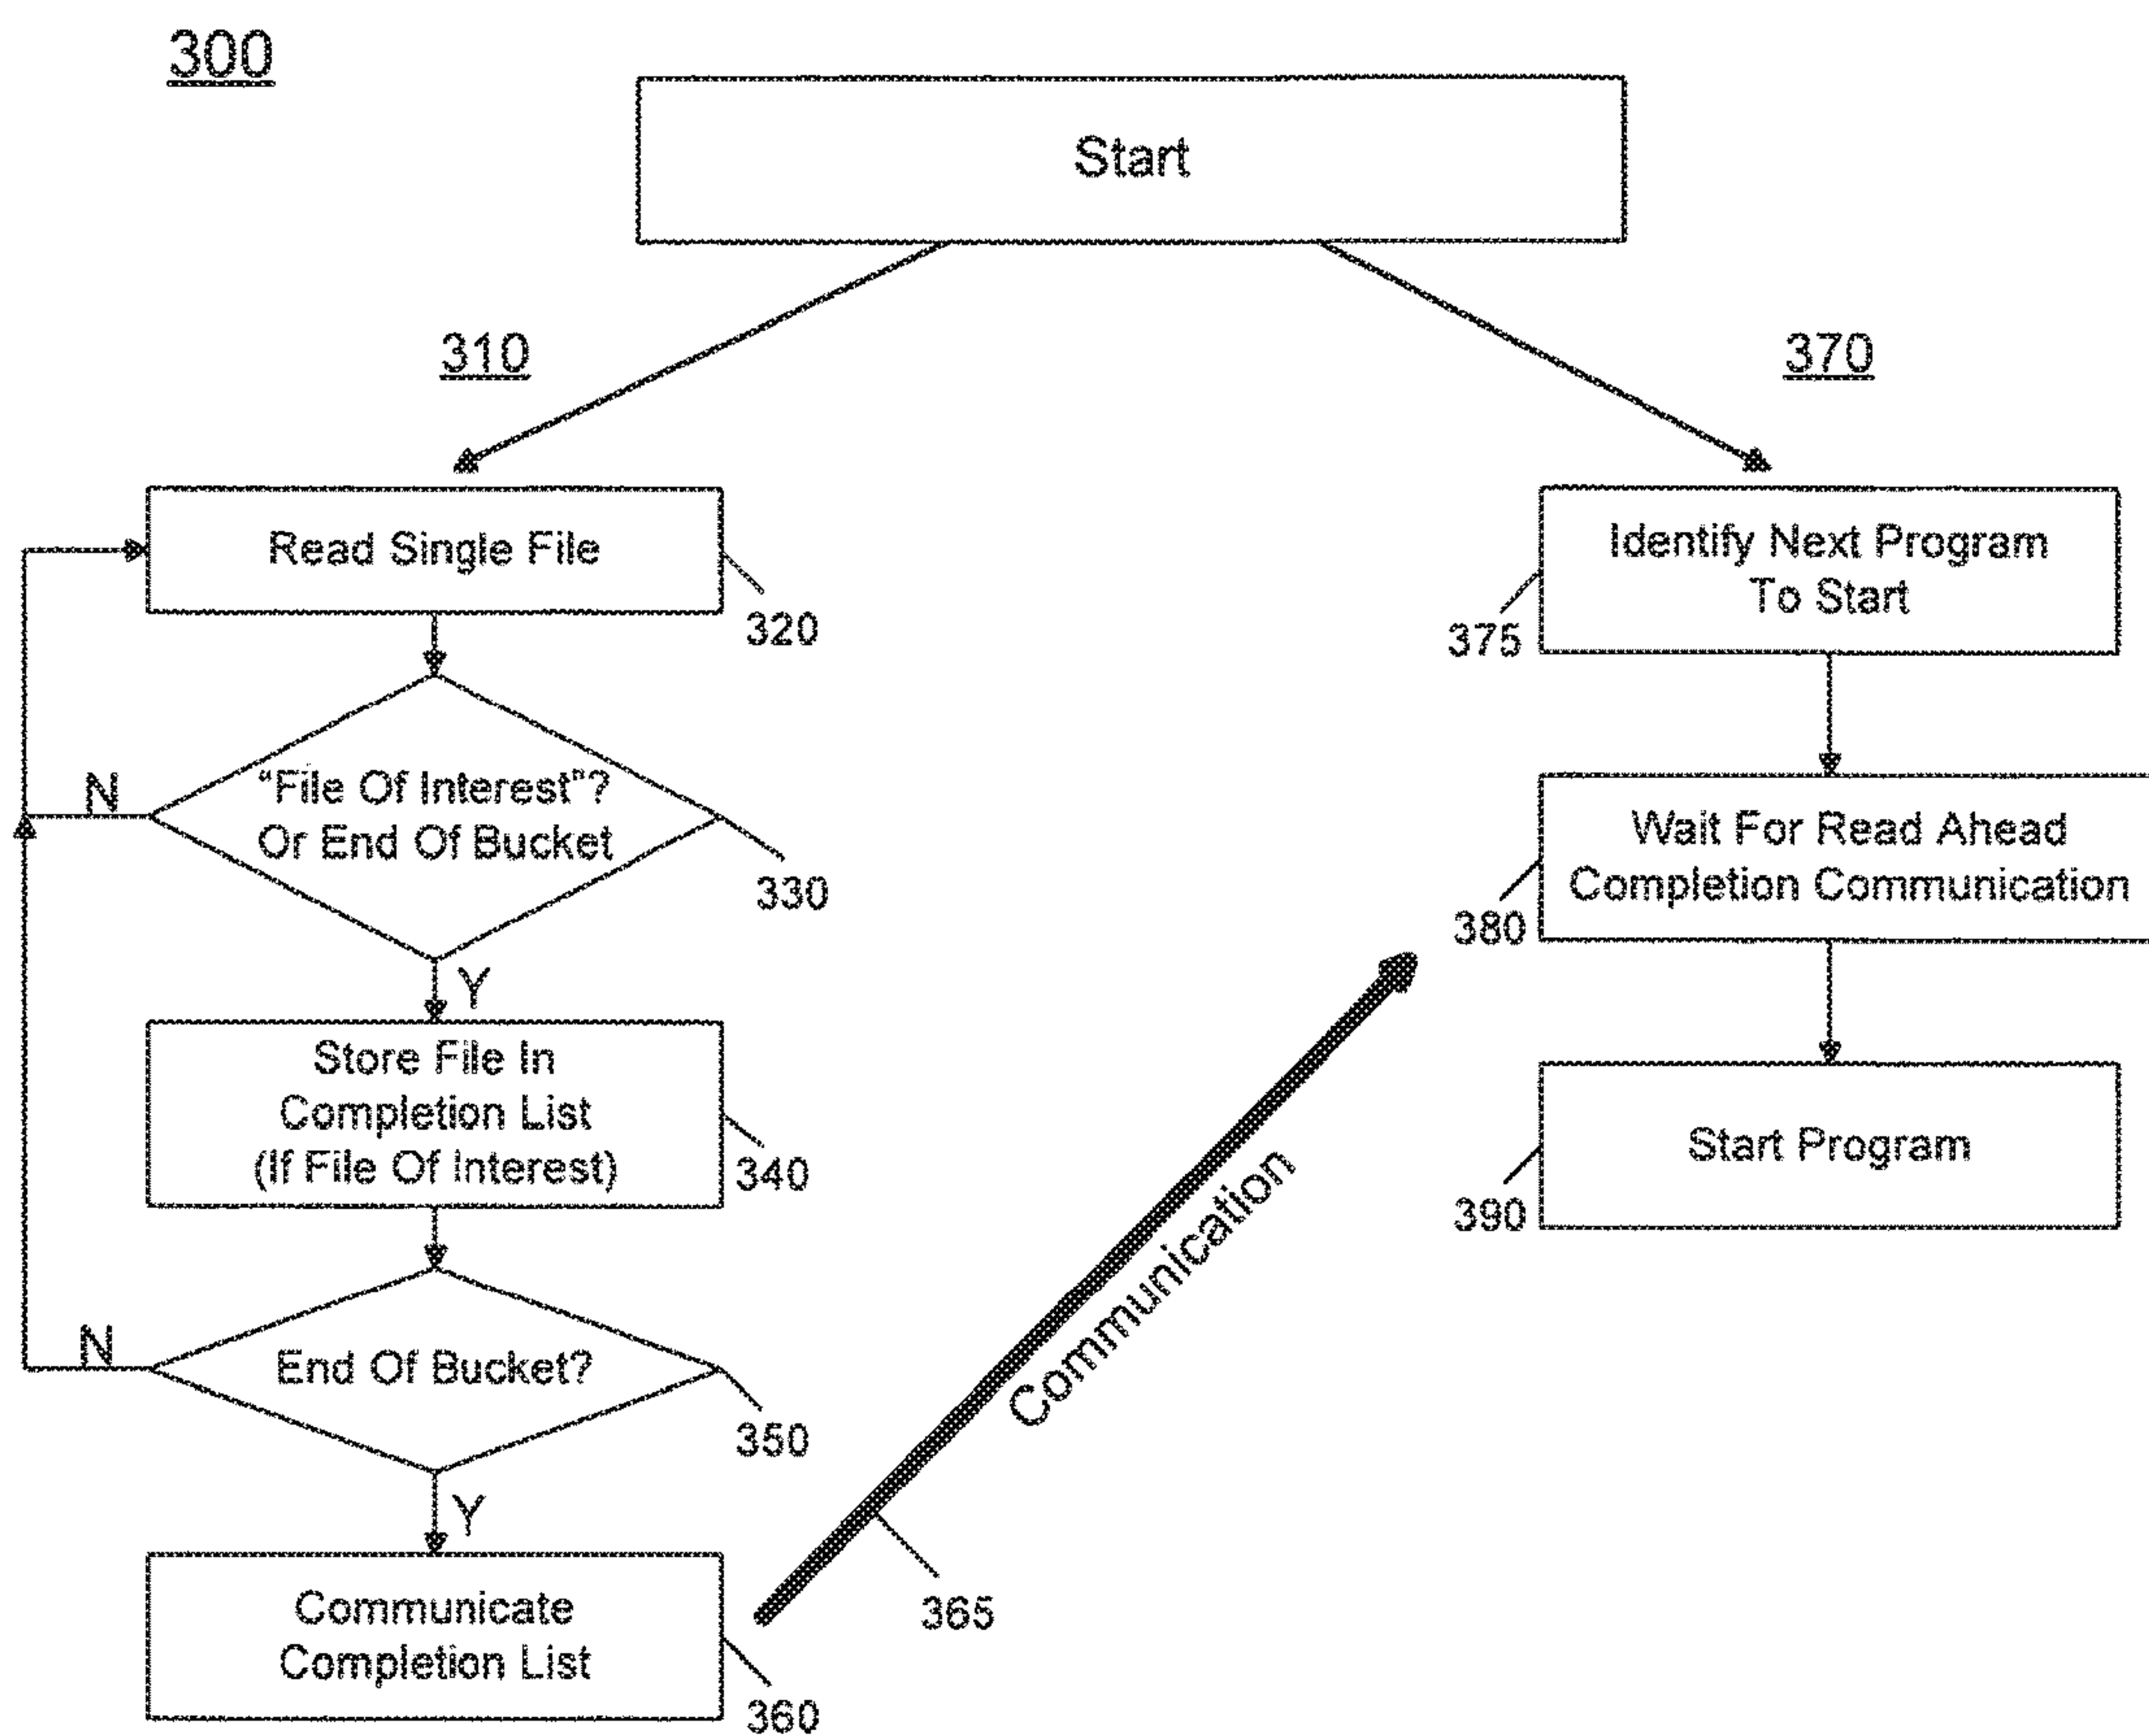 300
Start
310
370
Read Single File
320
Identify Next Program
To Start
375
"File Of Interest"?
Or End Of Bucket
N
330
Y
Wait For Read Ahead
Completion Communication
380
Store File In
Completion List
(If File Of Interest)
340
Start Program
390
Communication
365
End Of Bucket?
N
350
Y
Communicate
Completion List
360